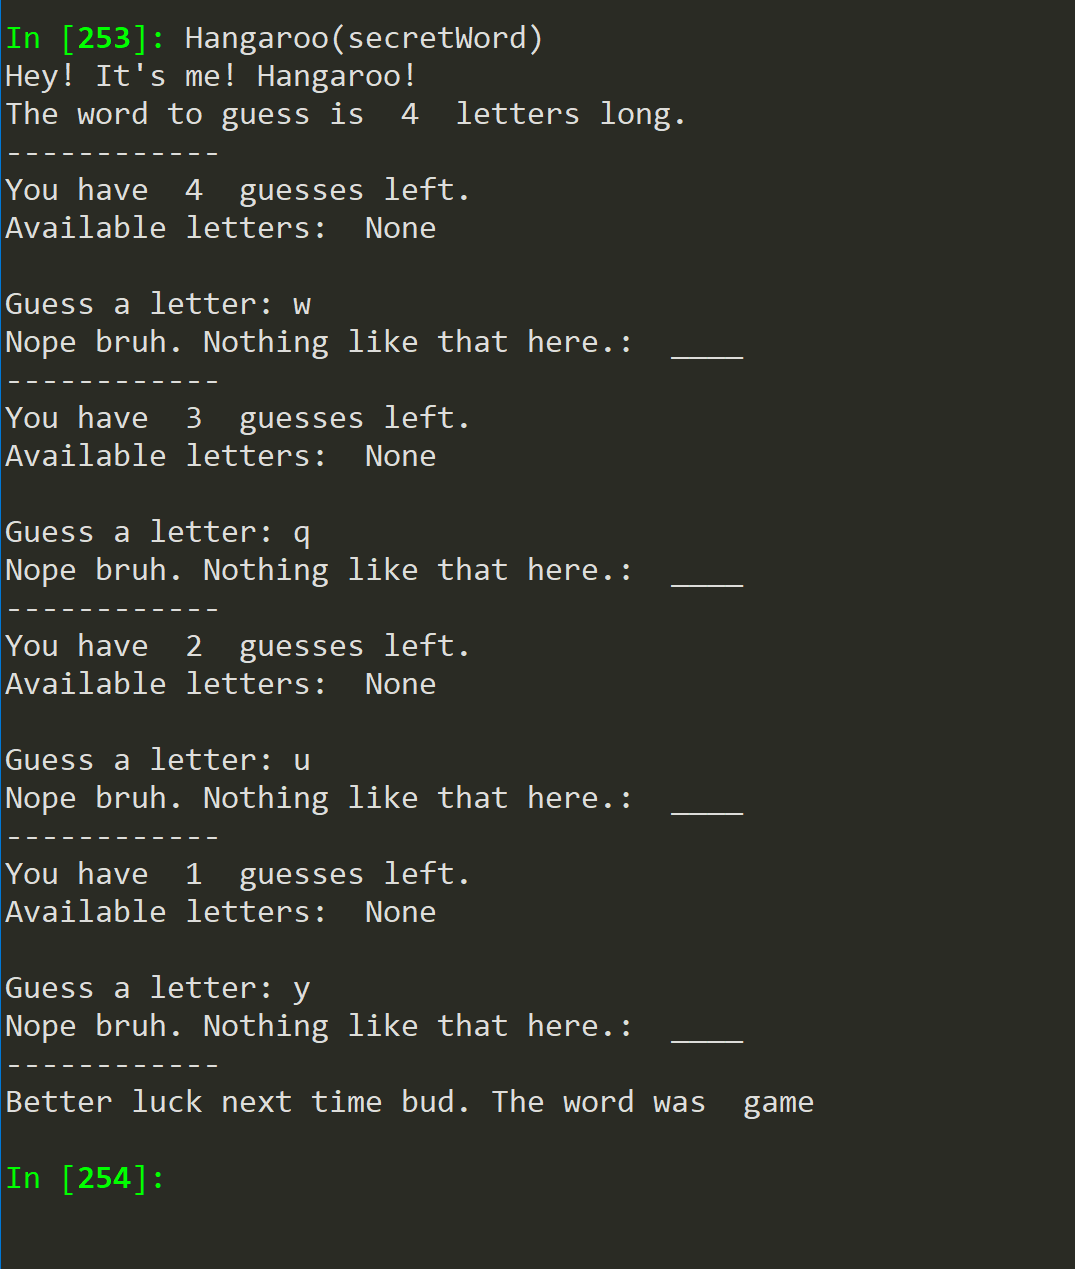 In [253]: Hangaroo(secretWord)
Hey! It's me! Hangaroo!
The word to guess is  4  letters long.
------------
You have  4  guesses left.
Available letters:  None
Guess a letter: w
Nope bruh. Nothing like that here.:  ____
------------
You have  3  guesses left.
Available letters:  None
Guess a letter: q
Nope bruh. Nothing like that here.:  ____
------------
You have  2  guesses left.
Available letters:  None
Guess a letter: u
Nope bruh. Nothing like that here.:  ____
------------
You have  1  guesses left.
Available letters:  None
Guess a letter: y
Nope bruh. Nothing like that here.:  ____
------------
Better luck next time bud. The word was  game
In [254]: